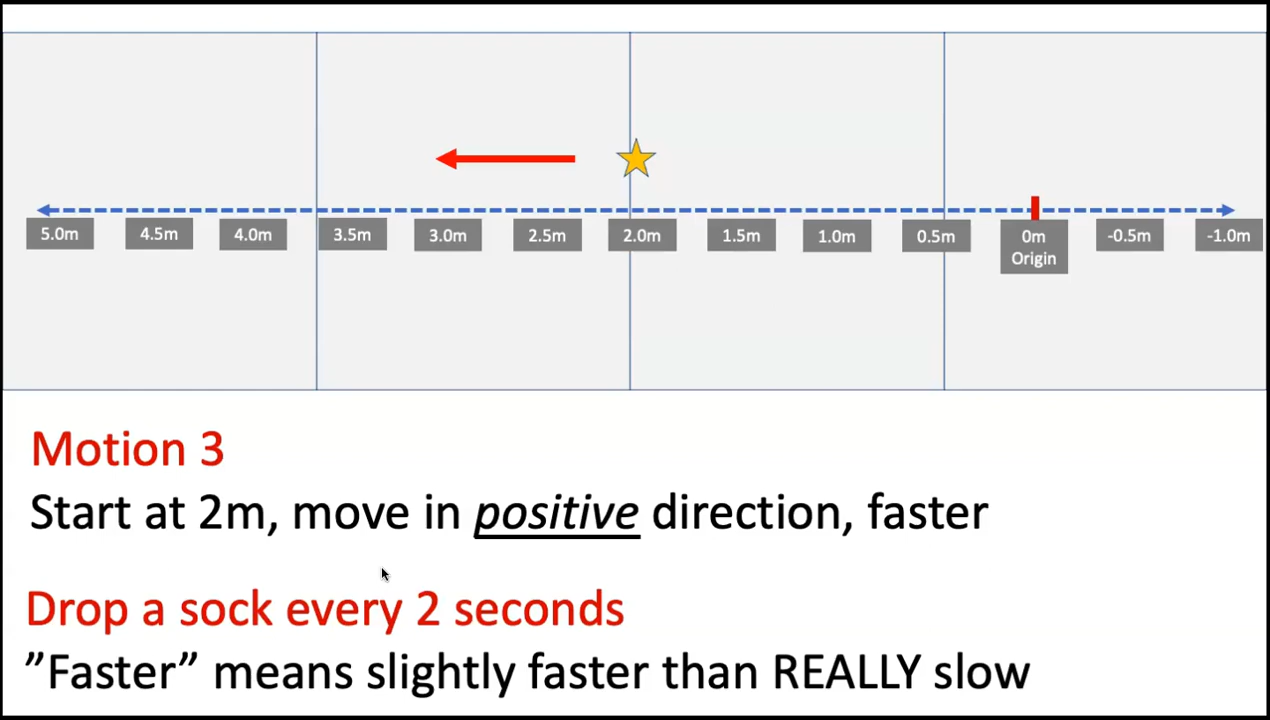 5.0m 4.5m 4.0m 3.5m 3.0m 2.5m 2.0m 1.5m 1.0m 0.5m 0m -0.5m -1.0m
Origin
Motion 3
Start at 2m, move in positive direction, faster
Drop a sock every 2 seconds
”Faster” means slightly faster than REALLY slow